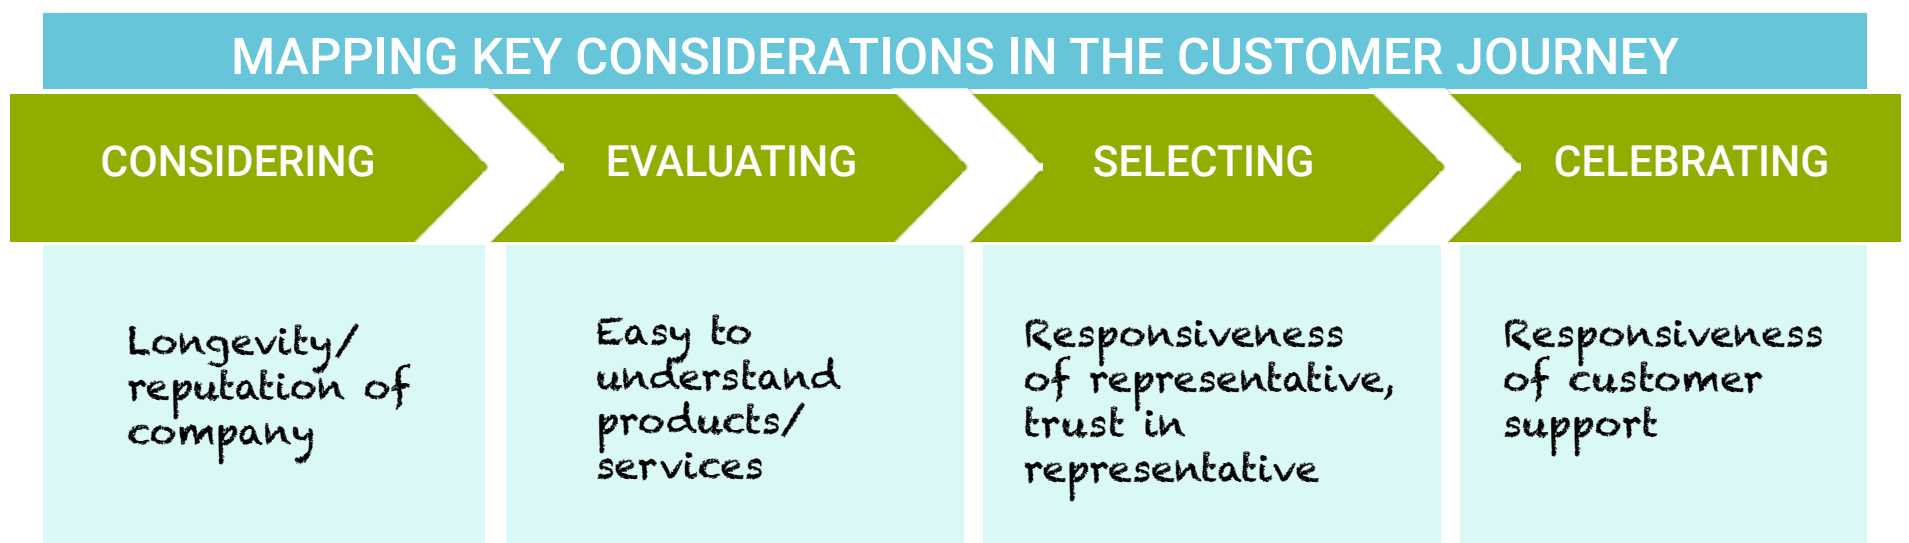 MAPPING KEY CONSIDERATIONS IN THE CUSTOMER JOURNEY
CONSIDERING
EVALUATING
SELECTING
CELEBRATING
Longevity/
reputation of
company
Easy to
understand
products/
services
Responsiveness
of representative,
trust in
representative
Responsiveness
of customer
support